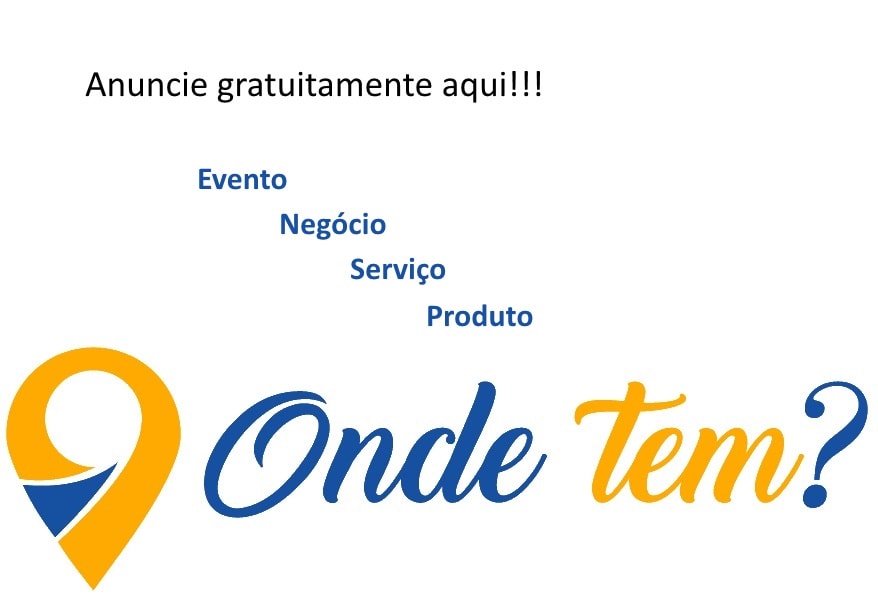 Anuncie gratuitamente aqui!!!
Evento
Negócio
Serviço
Produto
Onde tem?